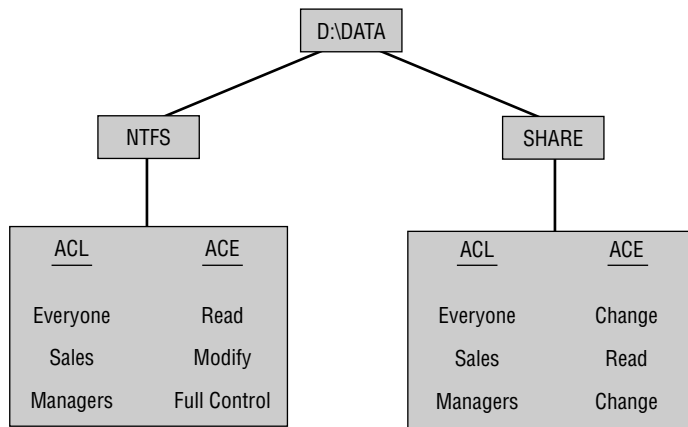 D:\DATA
NTFS
SHARE
ACL ACE
Everyone Read
Sales Modify
Managers Full Control
ACL ACE
Everyone Change
Sales Read
Managers Change